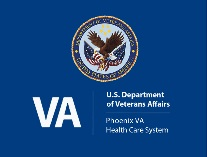 VA
U.S. Department
of Veterans Affairs
Phoenix VA
Health Care System